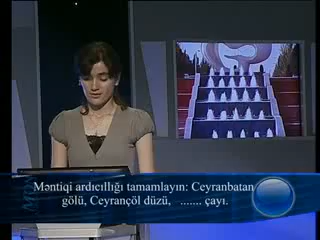 Məntiqi ardıcıllığı tamamlayın: Ceyranbatan
gölü, Ceyrançöl düzü, ....... çayı.